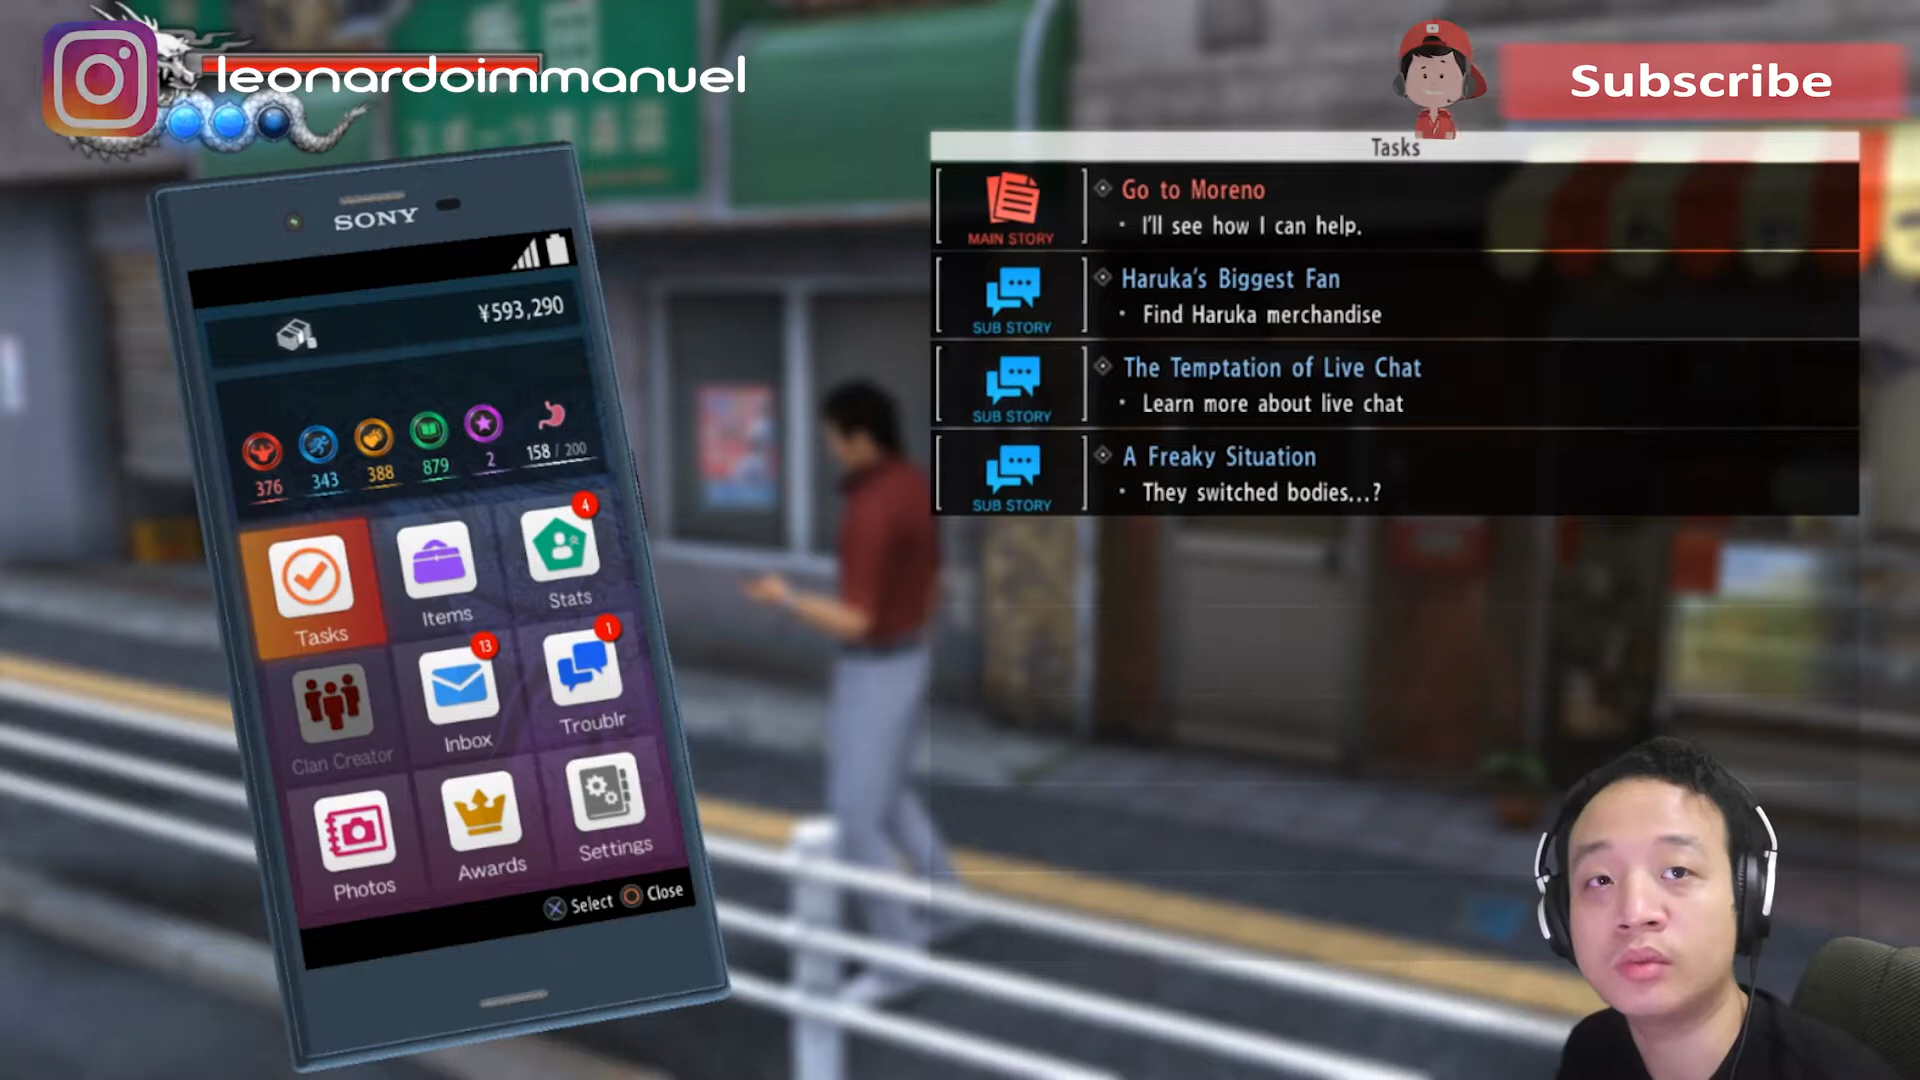 leonardoimmanuel
Subscribe
SONY
¥593,290
376
343
388
879
2
158 / 200
Tasks
Items
4
Stats
Clan Creator
13
Inbox
1
Troublr
Photos
Awards
Settings
Select
Close
Tasks
MAIN STORY
Go to Moreno
· I'll see how I can help.
SUB STORY
Haruka's Biggest Fan
· Find Haruka merchandise
SUB STORY
The Temptation of Live Chat
· Learn more about live chat
SUB STORY
A Freaky Situation
· They switched bodies...?